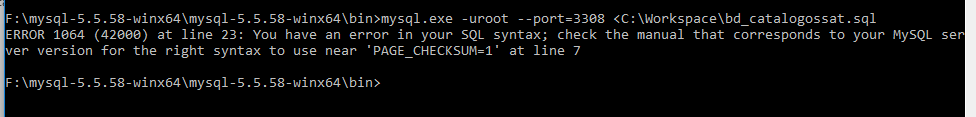 F:\mysql-5.5.58-winx64\mysql-5.5.58-winx64\bin>mysql.exe -uroot --port=3308 <C:\Workspace\bd_catalogossat.sql
ERROR 1064 (42000) at line 23: You have an error in your SQL syntax; check the manual that corresponds to your MySQL ser
ver version for the right syntax to use near 'PAGE_CHECKSUM=1' at line 7
F:\mysql-5.5.58-winx64\mysql-5.5.58-winx64\bin>